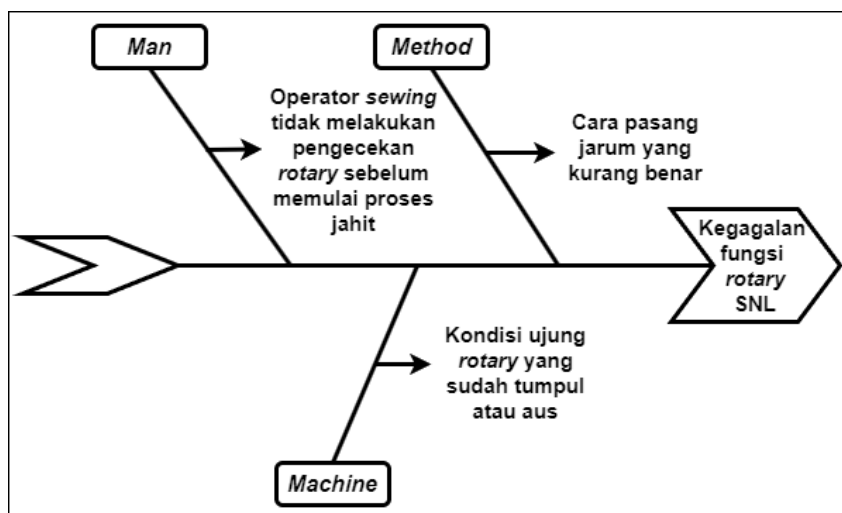 Man
Method
Operator sewing
tidak melakukan
pengecekan
rotary sebelum
memulai proses
jahit
Cara pasang
jarum yang
kurang benar
Kegagalan
fungsi
rotary
SNL
Kondisi ujung
rotary yang
sudah tumpul
atau aus
Machine